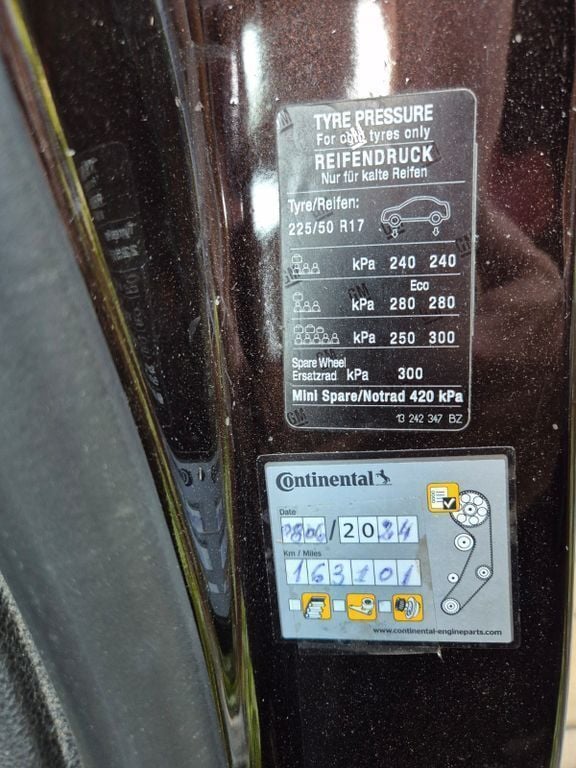 TYRE PRESSURE
For cold tyres only
REIFENDRUCK
Nur für kalte Reifen
Tyre/Reifen:
225/50 R17
kPa 240 240
Eco
kPa 280 280
kPa 250 300
Spare Wheel
Ersatzrad kPa 300
Mini Spare/Notrad 420 kPa
13 242 347 BZ
GM
Continental
Date
/2024
Km / Miles
163101
www.continental-engineparts.com